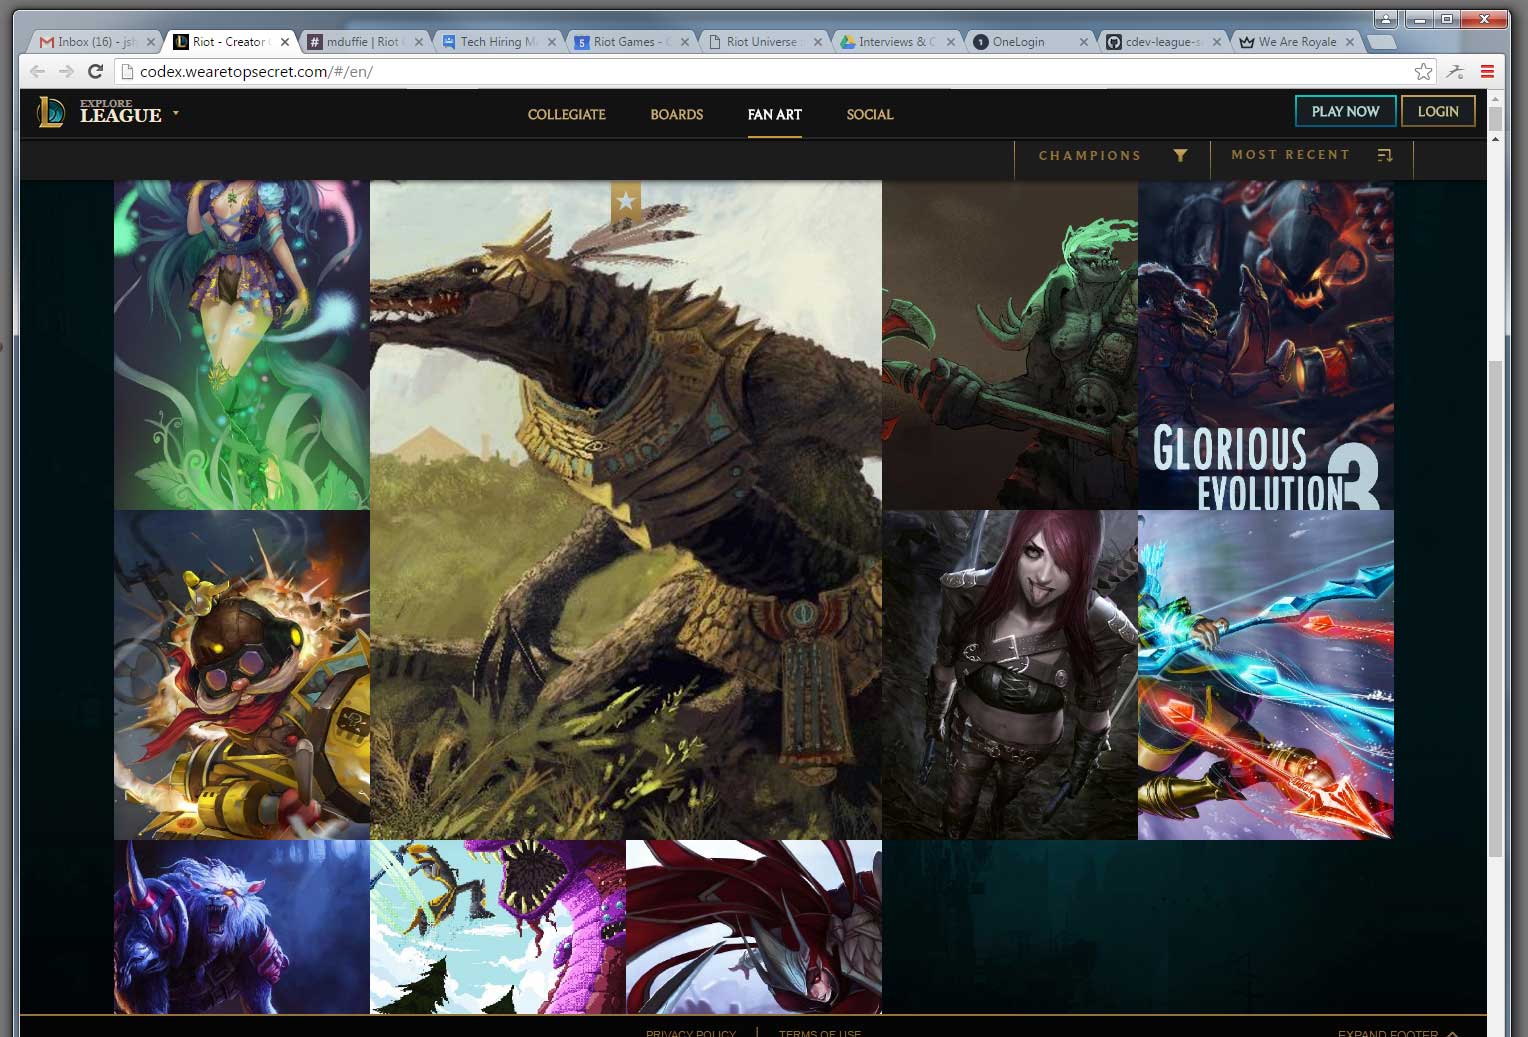 Inbox (16) - jsh
Riot - Creator C
mduffie | Riot G
Tech Hiring M
Riot Games - C
Riot Universe
Interviews & C
OneLogin
cdev-league-s
We Are Royale
codex.wearetopsecret.com/#/en/
EXPLORE
LEAGUE
COLLEGIATE
BOARDS
FAN ART
SOCIAL
PLAY NOW
LOGIN
CHAMPIONS
MOST RECENT
GLORIOUS
EVOLUTION 3
PRIVACY POLICY
TERMS OF USE
EXPAND FOOTER